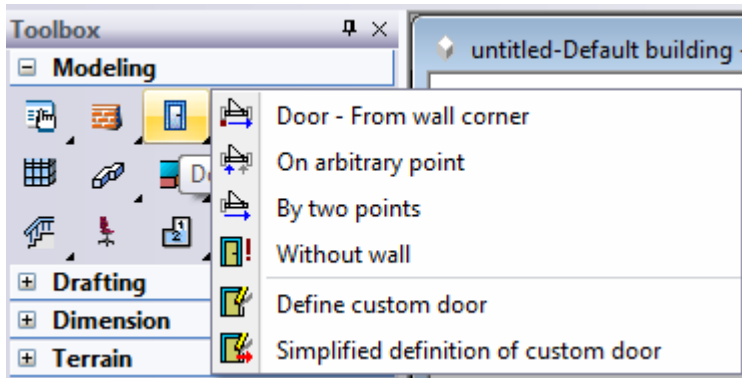 Toolbox
untitled-Default building -
Modeling
Door - From wall corner
On arbitrary point
By two points
Without wall
Define custom door
Simplified definition of custom door
Drafting
Dimension
Terrain